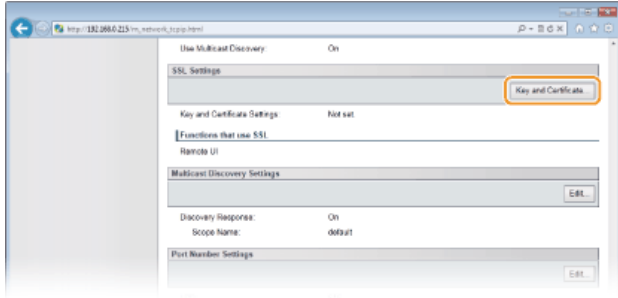 http://192.168.0.215/m_network_tcpip.html
Use Multicast Discovery: On
SSL Settings
Key and Certificate...
Key and Certificate Settings: Not set
Functions that use SSL
Remote UI
Multicast Discovery Settings
Edit...
Discovery Response: On
Scope Name: default
Port Number Settings
Edit...